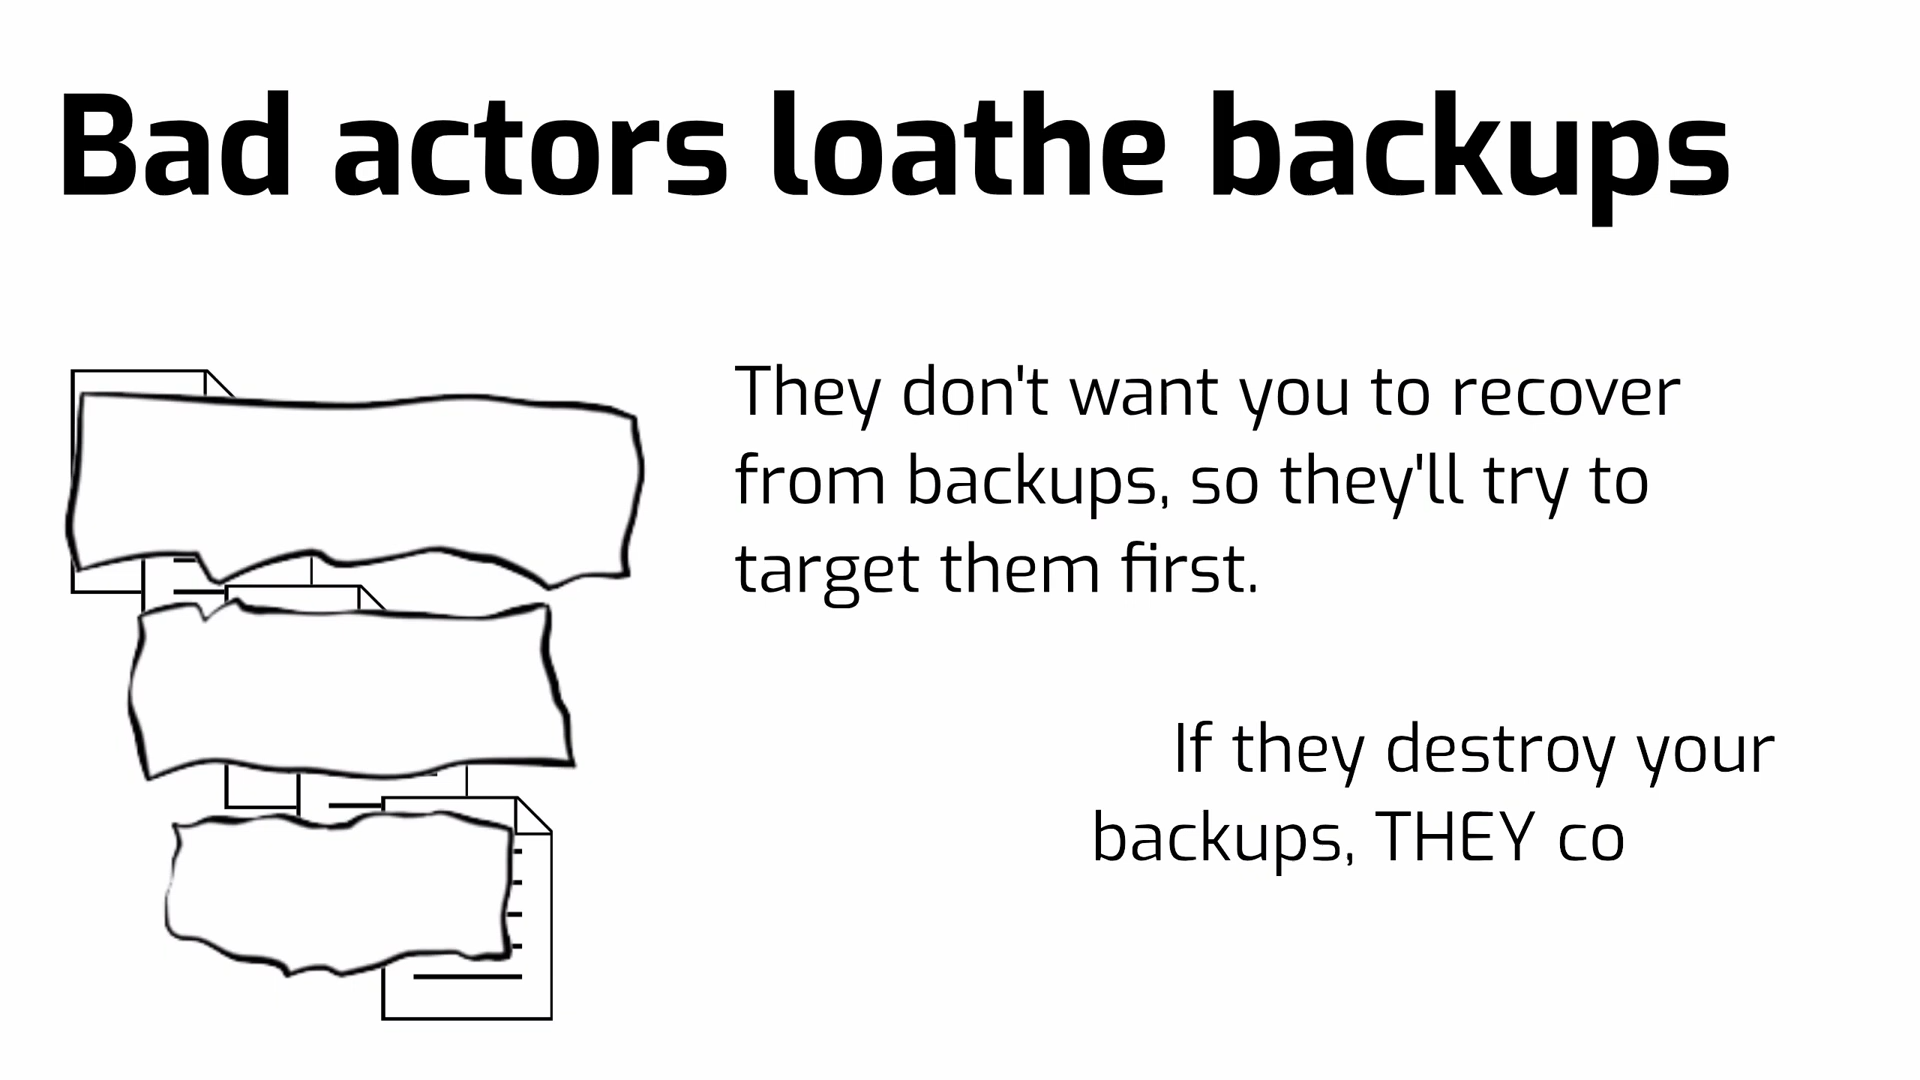 Bad actors loathe backups
They don't want you to recover
from backups, so they'll try to
target them first.
If they destroy your
backups, THEY co